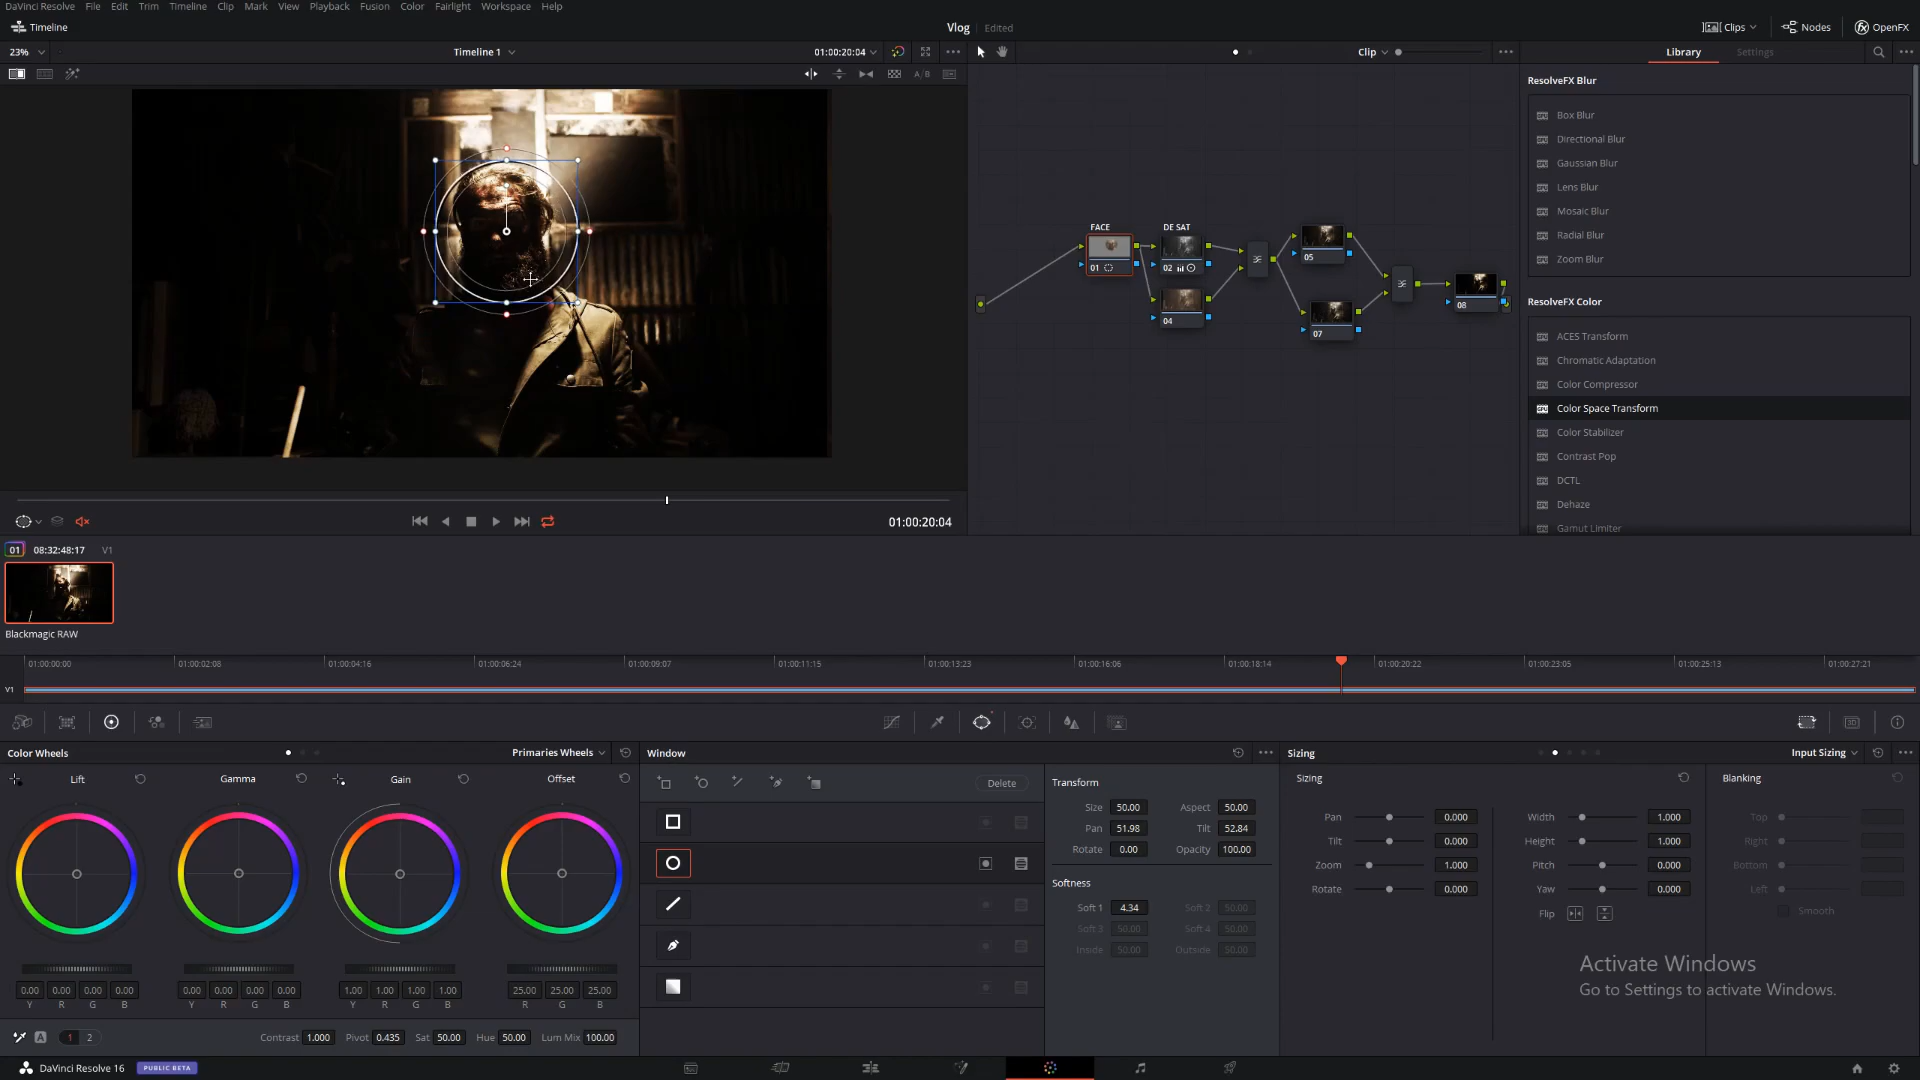 DaVinci Resolve File Edit Trim Timeline Clip Mark View Playback Fusion Color Fairlight Workspace Help
Timeline
Vlog Edited
Clips Nodes OpenFX
23% Timeline 1 01:00:20:04 Clip Library Settings
A/B
ResolveFX Blur
Box Blur
Directional Blur
Gaussian Blur
Lens Blur
Mosaic Blur
Radial Blur
Zoom Blur
ResolveFX Color
ACES Transform
Chromatic Adaptation
Color Compressor
Color Space Transform
Color Stabilizer
Contrast Pop
DCTL
Dehaze
Gamut Limiter
FACE DE SAT
01 02 05
04 07 08
01:00:20:04
01 08:32:48:17 V1
Blackmagic RAW
01:00:00:00 01:00:02:08 01:00:04:16 01:00:06:24 01:00:09:07 01:00:11:15 01:00:13:23 01:00:16:06 01:00:18:14 01:00:20:22 01:00:23:05 01:00:25:13 01:00:27:21
V1
Color Wheels Primaries Wheels
Lift Gamma Gain Offset
0.00 0.00 0.00 0.00 0.00 0.00 0.00 0.00 1.00 1.00 1.00 1.00 25.00 25.00 25.00
Y R G B Y R G B Y R G B R G B
A 1 2 Contrast 1.000 Pivot 0.435 Sat 50.00 Hue 50.00 Lum Mix 100.00
Window
Delete
Transform
Size 50.00 Aspect 50.00
Pan 51.98 Tilt 52.84
Rotate 0.00 Opacity 100.00
Softness
Soft 1 4.34 Soft 2 50.00
Soft 3 50.00 Soft 4 50.00
Inside 50.00 Outside 50.00
Sizing Input Sizing
Sizing Blanking
Pan 0.000 Width 1.000 Top
Tilt 0.000 Height 1.000 Right
Zoom 1.000 Pitch 0.000 Bottom
Rotate 0.000 Yaw 0.000 Left
Flip Smooth
Activate Windows
Go to Settings to activate Windows.
DaVinci Resolve 16 PUBLIC BETA